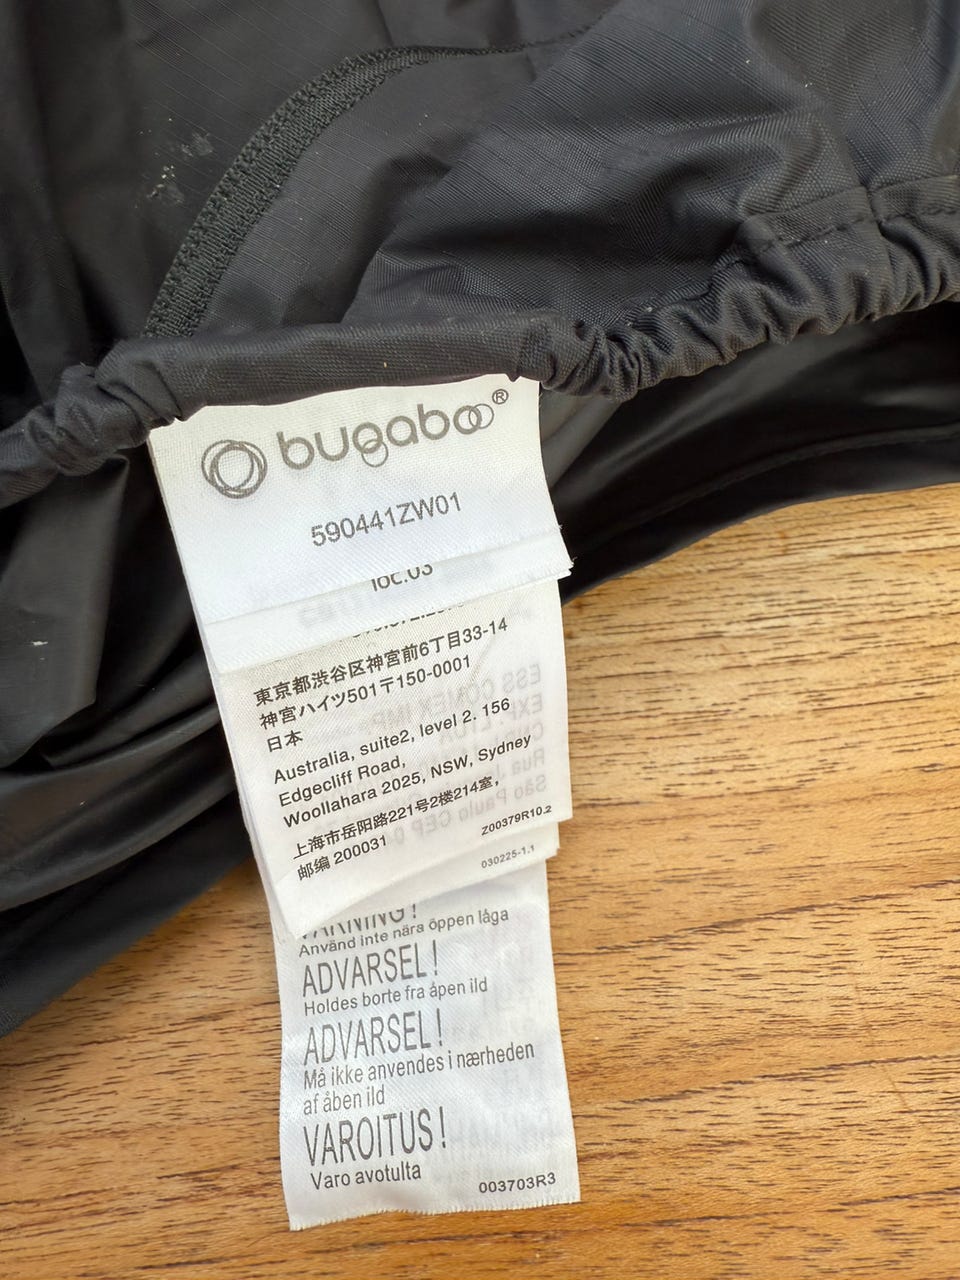 bugaboo®
590441ZW01
loc.03
東京都渋谷区神宮前6丁目33-14
神宮ハイツ501〒150-0001
日本
Australia, suite2, level 2. 156
Edgecliff Road,
Woollahara 2025, NSW, Sydney
上海市岳阳路221号2楼214室,
邮编 200031
Z00379R10.2
030225-1.1
VARNING!
Använd inte nära öppen låga
ADVARSEL!
Holdes borte fra åpen ild
ADVARSEL!
Må ikke anvendes i nærheden
af åben ild
VAROITUS!
Varo avotulta
003703R3